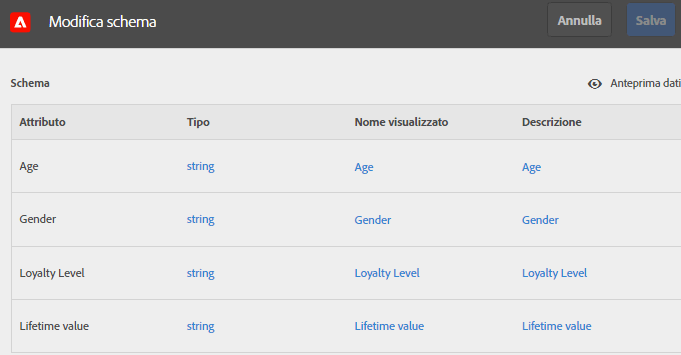 Modifica schema Annulla Salva
Schema Anteprima dati
Attributo Tipo Nome visualizzato Descrizione
Age string Age Age
Gender string Gender Gender
Loyalty Level string Loyalty Level Loyalty Level
Lifetime value string Lifetime value Lifetime value